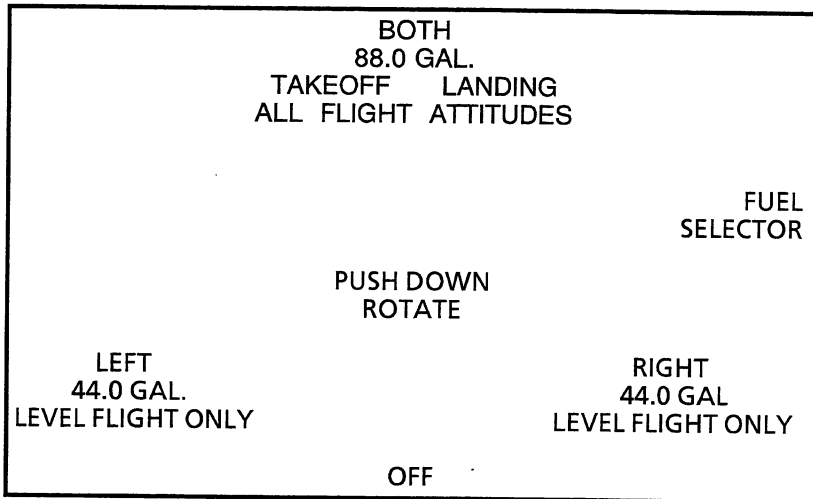 BOTH
88.0 GAL.
TAKEOFF LANDING
ALL FLIGHT ATTITUDES
FUEL
SELECTOR
PUSH DOWN
ROTATE
LEFT
44.0 GAL.
LEVEL FLIGHT ONLY
RIGHT
44.0 GAL
LEVEL FLIGHT ONLY
OFF